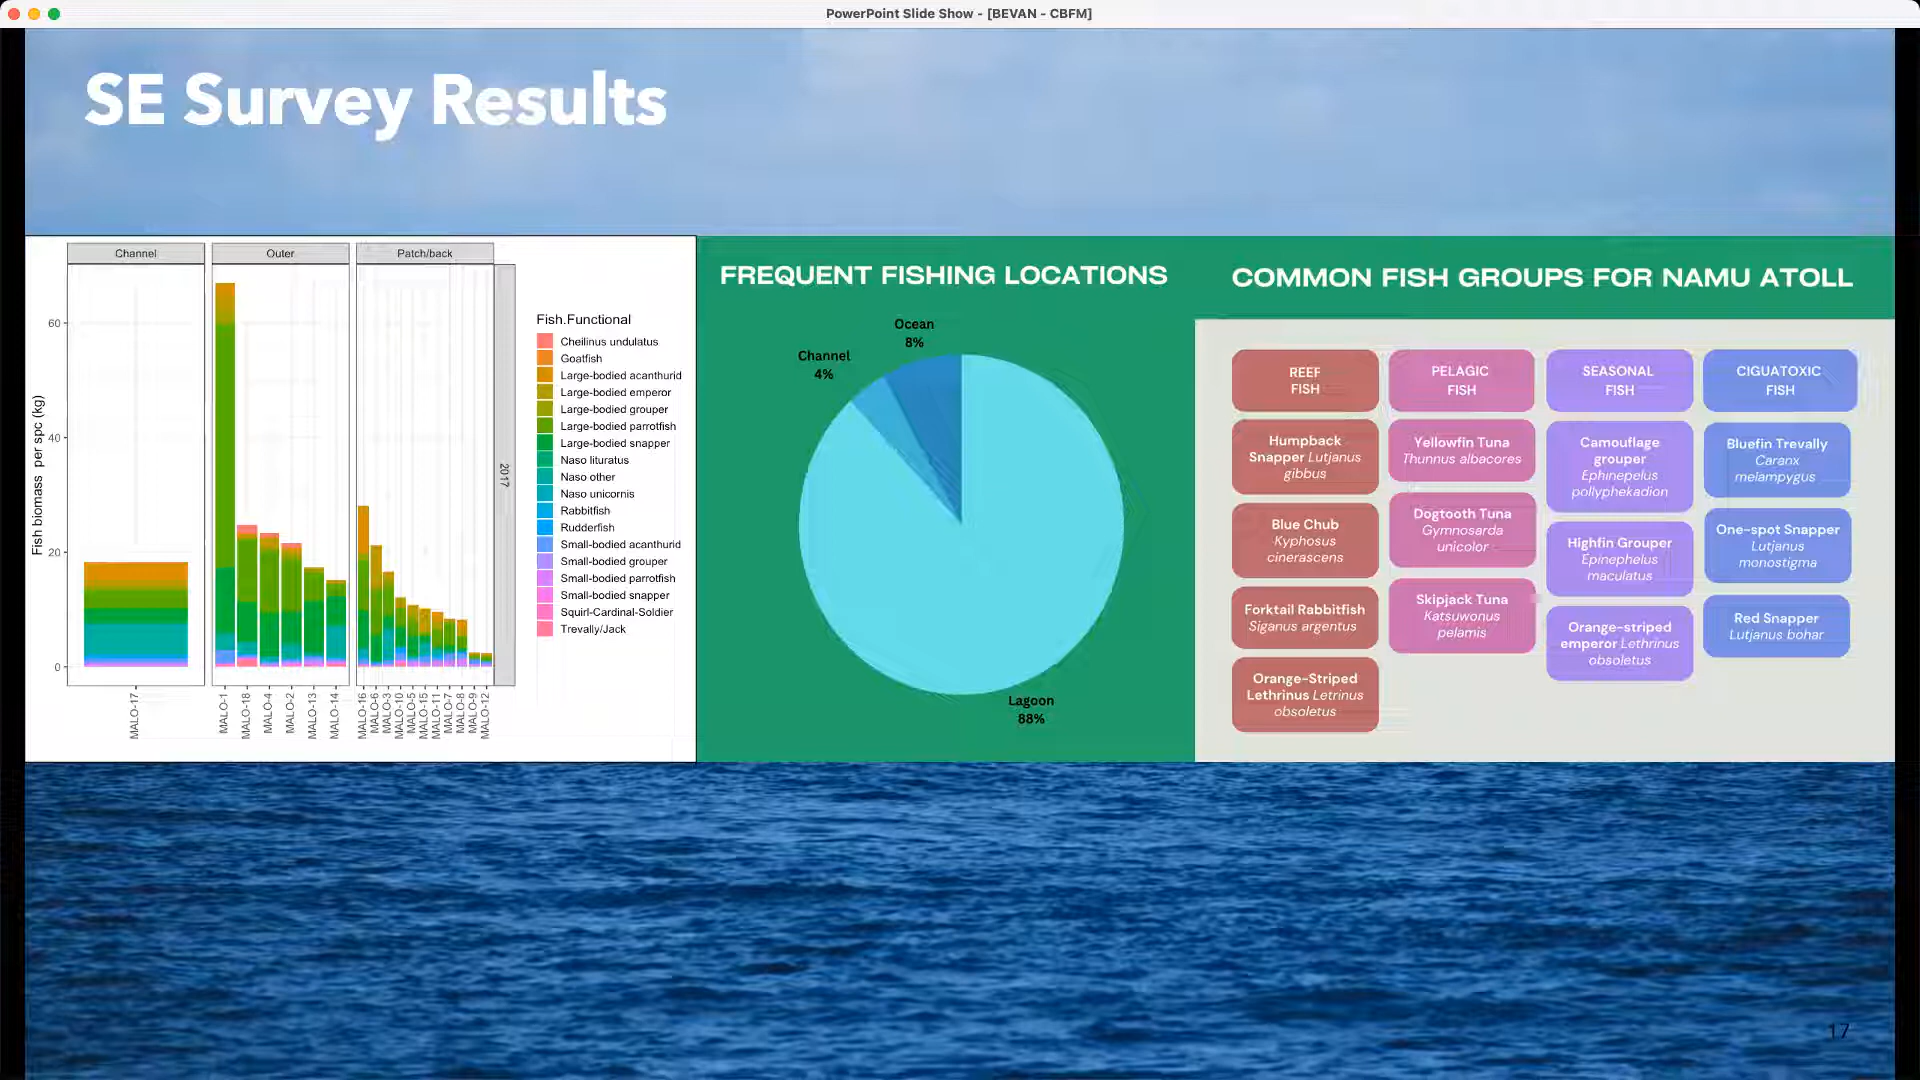 PowerPoint Slide Show - [BEVAN - CBFM]
SE Survey Results
Channel
Outer
Patch/back
Fish biomass per spc (kg)
60
40
20
0
2017
MALO-17
MALO-1
MALO-18
MALO-4
MALO-2
MALO-13
MALO-14
MALO-16
MALO-6
MALO-3
MALO-10
MALO-5
MALO-15
MALO-11
MALO-7
MALO-8
MALO-9
MALO-12
Fish.Functional
Cheilinus undulatus
Goatfish
Large-bodied acanthurid
Large-bodied emperor
Large-bodied grouper
Large-bodied parrotfish
Large-bodied snapper
Naso lituratus
Naso other
Naso unicornis
Rabbitfish
Rudderfish
Small-bodied acanthurid
Small-bodied grouper
Small-bodied parrotfish
Small-bodied snapper
Squirl-Cardinal-Soldier
Trevally/Jack
FREQUENT FISHING LOCATIONS
Ocean
8%
Channel
4%
Lagoon
88%
COMMON FISH GROUPS FOR NAMU ATOLL
REEF
FISH
Humpback
Snapper Lutjanus
gibbus
Blue Chub
Kyphosus
cinerascens
Forktail Rabbitfish
Siganus argentus
Orange-Striped
Lethrinus Letrinus
obsoletus
PELAGIC
FISH
Yellowfin Tuna
Thunnus albacores
Dogtooth Tuna
Gymnosarda
unicolor
Skipjack Tuna
Katsuwonus
pelamis
SEASONAL
FISH
Camouflage
grouper
Ephinepelus
pollyphekadion
Highfin Grouper
Epinephelus
maculatus
Orange-striped
emperor Lethrinus
obsoletus
CIGUATOXIC
FISH
Bluefin Trevally
Caranx
melampygus
One-spot Snapper
Lutjanus
monostigma
Red Snapper
Lutjanus bohar
17